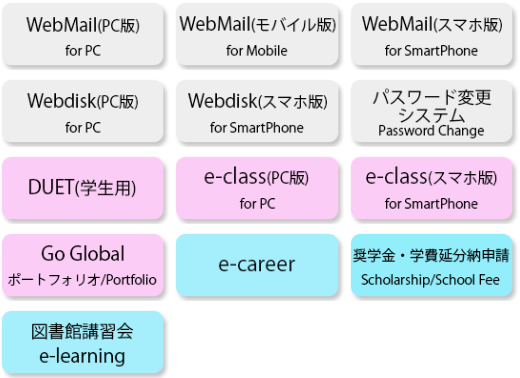 WebMail(PC版)
for PC
WebMail(モバイル版)
for Mobile
WebMail(スマホ版)
for SmartPhone
Webdisk(PC版)
for PC
Webdisk(スマホ版)
for SmartPhone
パスワード変更
システム
Password Change
DUET(学生用)
e-class(PC版)
for PC
e-class(スマホ版)
for SmartPhone
Go Global
ポートフォリオ/Portfolio
e-career
奨学金・学費延分納申請
Scholarship/School Fee
図書館講習会
e-learning